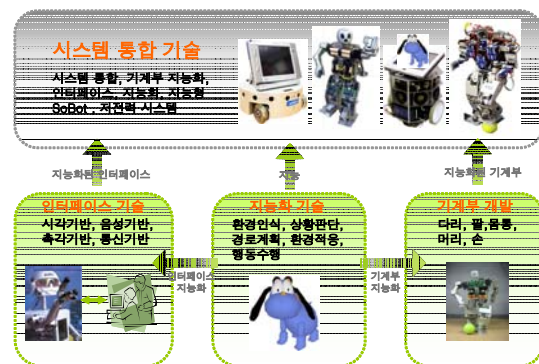 시스템 통합 기술
시스템 통합, 기계부 지능화,
인터페이스, 지능화, 지능형
SoBot , 저전력 시스템
지능화된 인터페이스
지능
지능화된 기계부
인터페이스 기술
시각기반, 음성기반,
촉각기반, 통신기반
지능화 기술
환경인식, 상황판단,
경로계획, 환경적응,
행동수행
기계부 개발
다리, 팔,몸통,
머리, 손
인터페이스
지능화
기계부
지능화